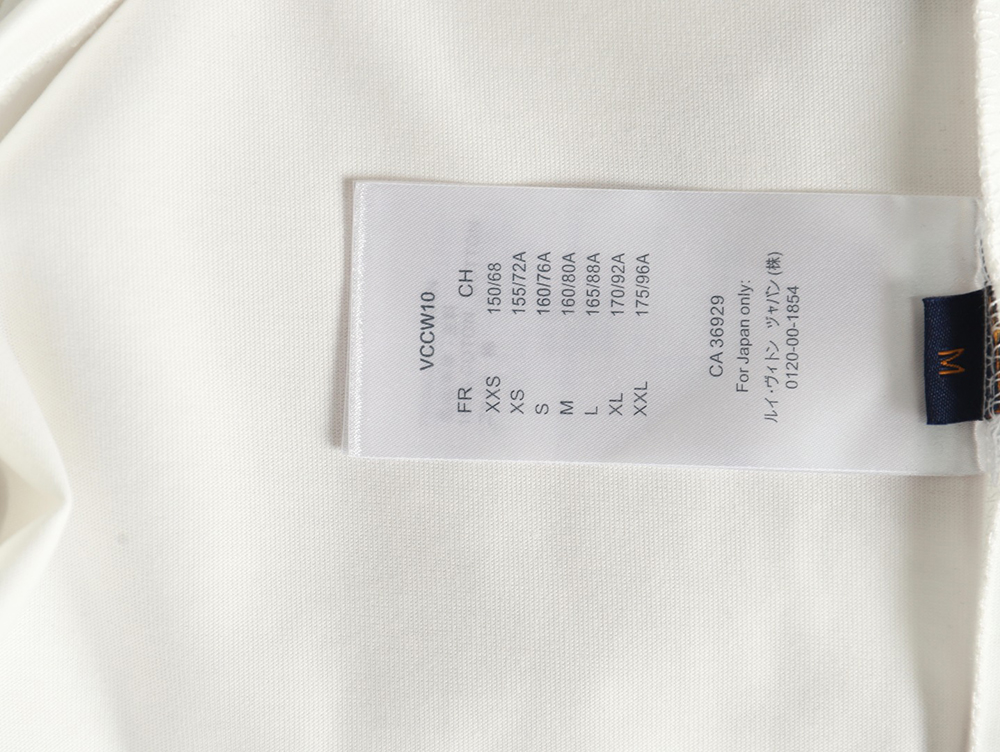 VCCW10
FR CH
XXS 150/68
XS 155/72A
S 160/76A
M 160/80A
L 165/88A
XL 170/92A
XXL 175/96A
CA 36929
For Japan only:
ルイ・ヴィトン ヅャパン(株)
0120-00-1854
M